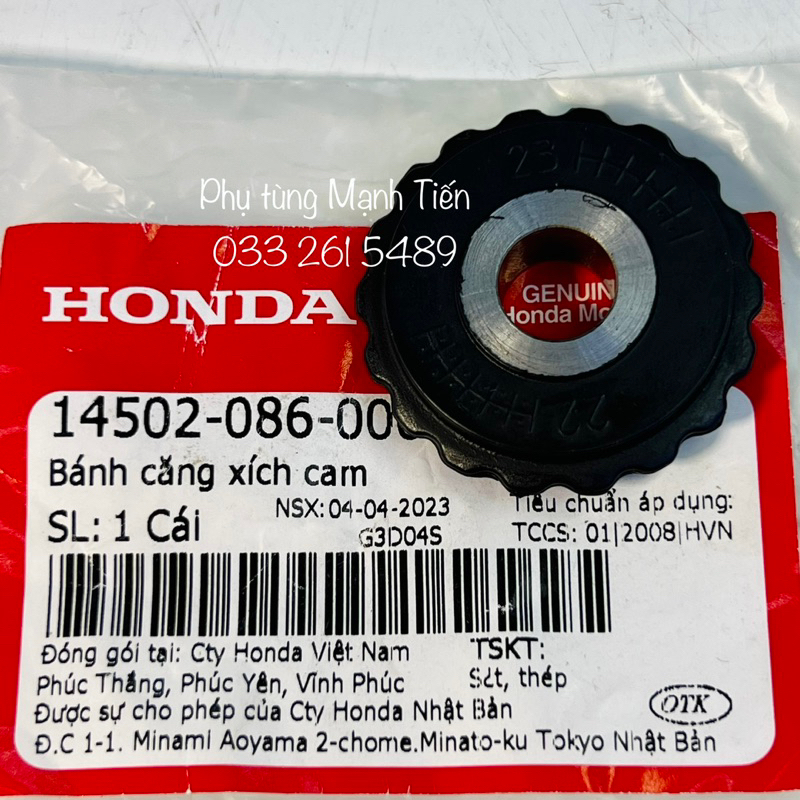 Phụ tùng Mạnh Tiến
033 261 5489
23
GENUIN
Honda Mo
22
HONDA
14502-086-00
Bánh căng xích cam
SL: 1 Cái
NSX: 04-04-2023
G3D04S
Tiêu chuẩn áp dụng:
TCCS: 01|2008|HVN
Đóng gói tại: Cty Honda Việt Nam
Phúc Thắng, Phúc Yên, Vĩnh Phúc
Được sự cho phép của Cty Honda Nhật Bản
Đ.C 1-1. Minami Aoyama 2-chome.Minato-ku Tokyo Nhật Bản
TSKT:
Sắt, thép
OTK